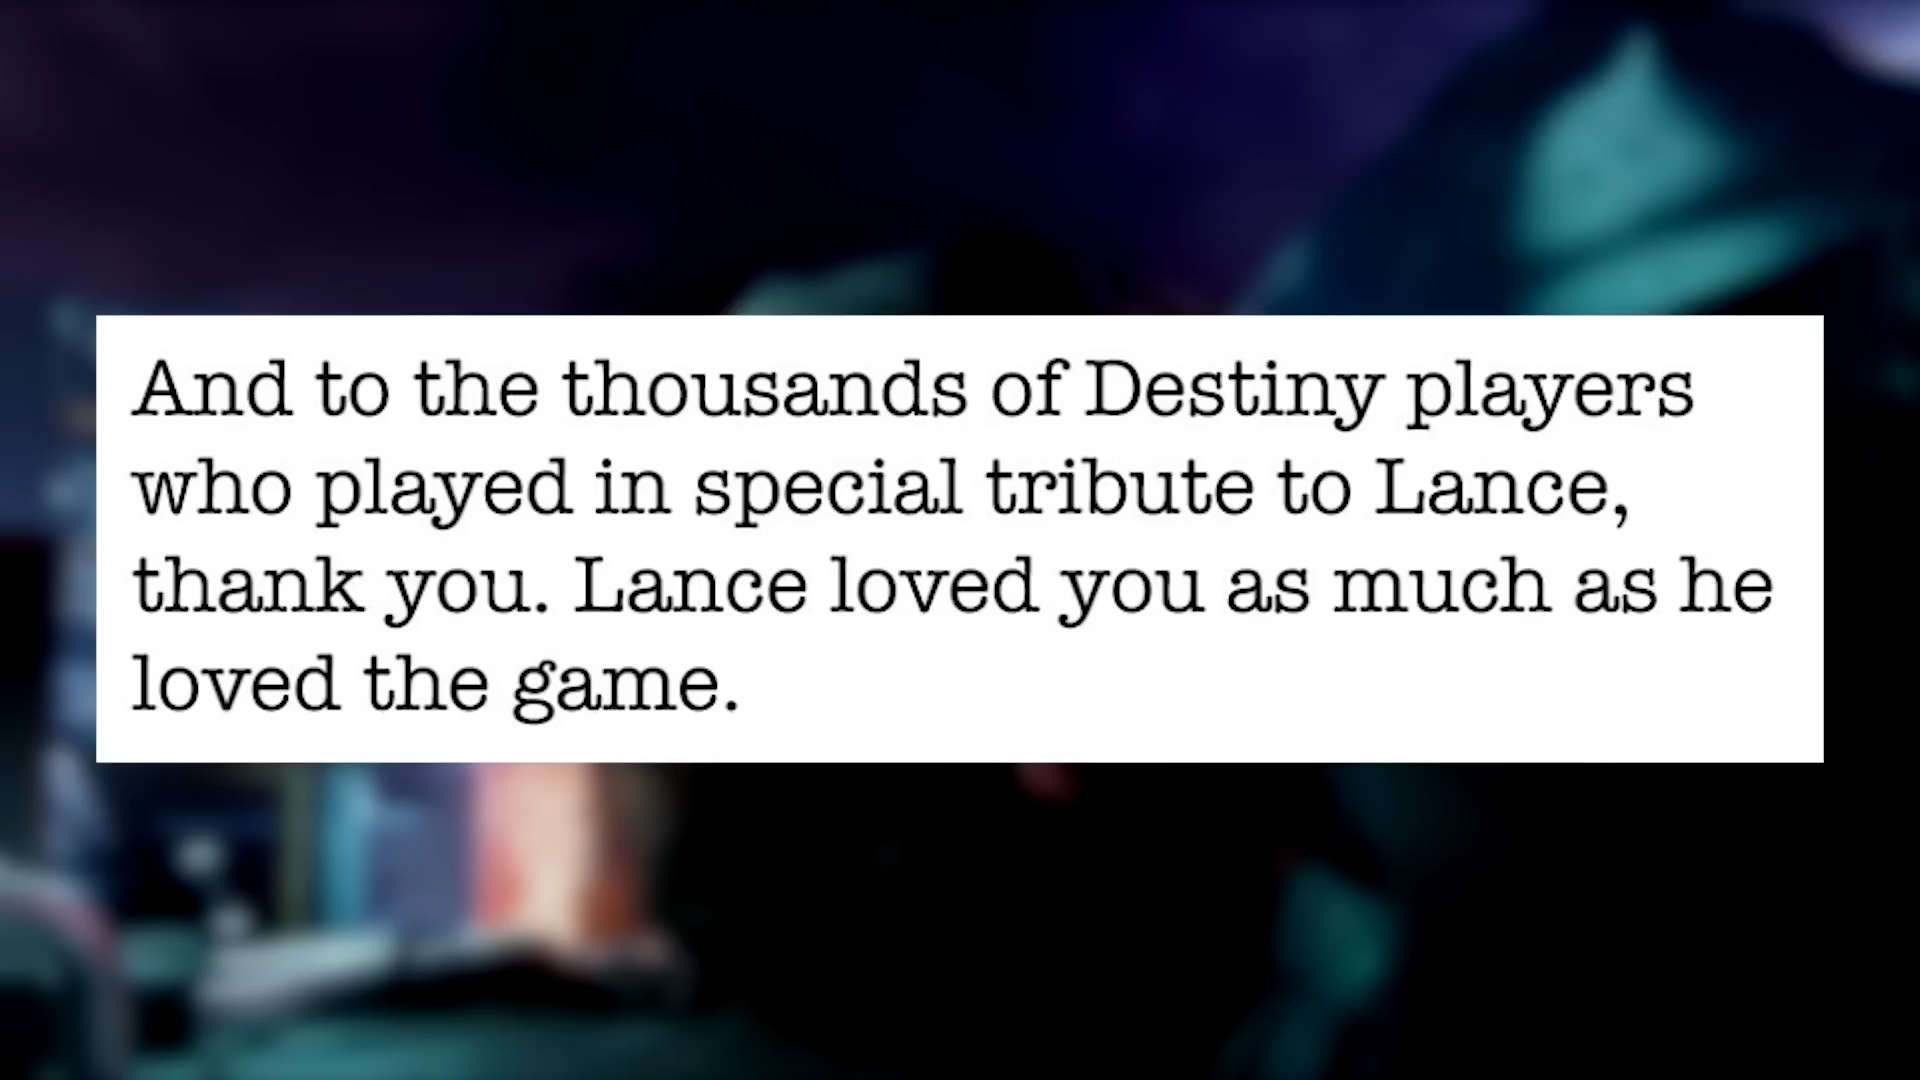 And to the thousands of Destiny players
who played in special tribute to Lance,
thank you. Lance loved you as much as he
loved the game.